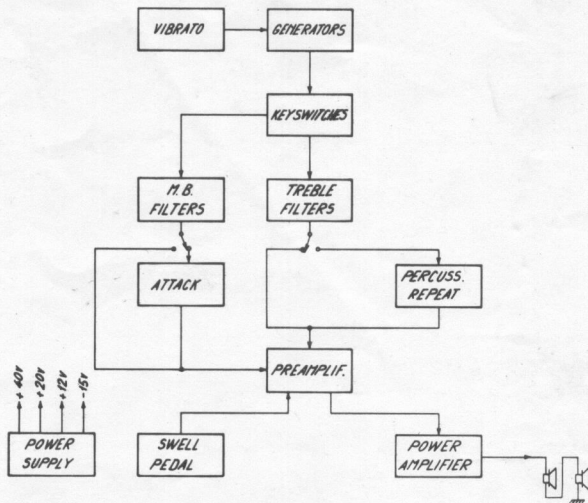 VIBRATO
GENERATORS
KEYSWITCHES
M.B.
FILTERS
TREBLE
FILTERS
ATTACK
PERCUSS.
REPEAT
PREAMPLIF.
+40v
+20v
+12v
-15v
POWER
SUPPLY
SWELL
PEDAL
POWER
AMPLIFIER